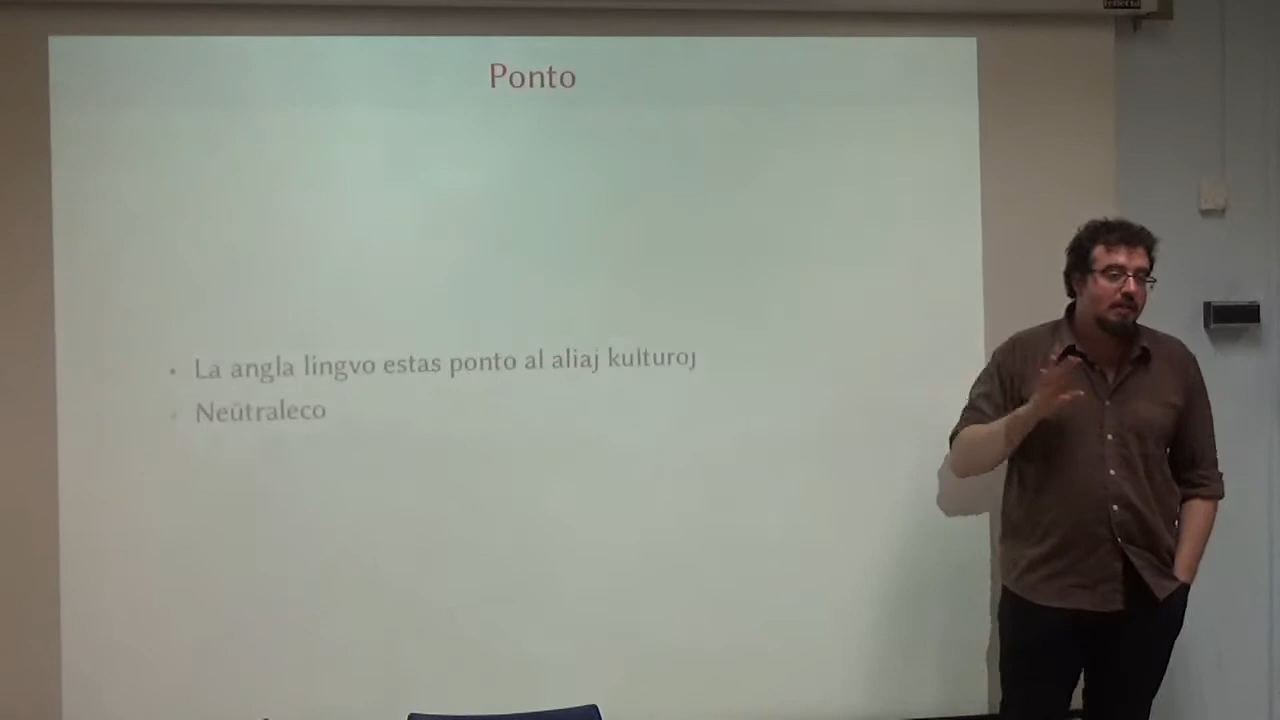 Ponto
La angla lingvo estas ponto al aliaj kulturoj
Neŭtraleco